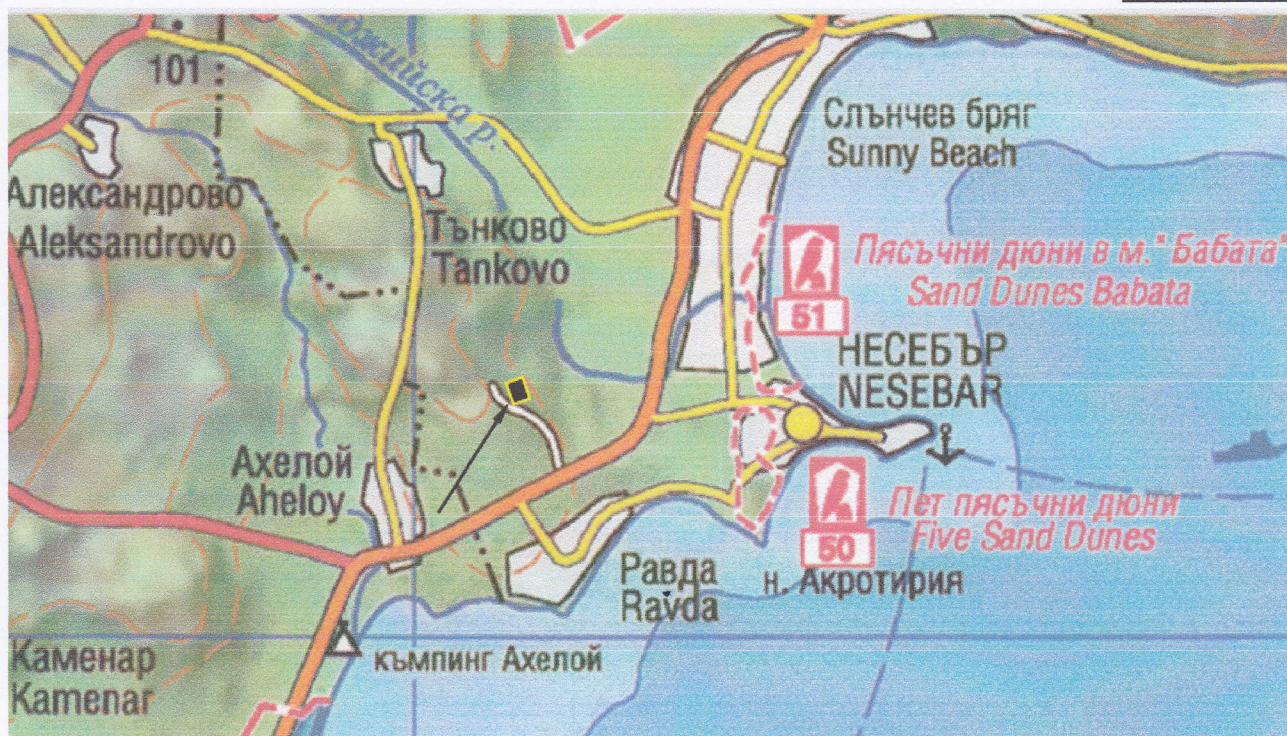 101
Слънчев бряг
Sunny Beach
Александрово
Aleksandrovo
Тънково
Tankovo
Пясъчни дюни в м." Бабата"
Sand Dunes Babata
51
НЕСЕБЪР
NESEBAR
Ахелой
Aheloy
Пет пясъчни дюни
Five Sand Dunes
50
Равда
Ravda
н. Акротирия
Каменар
Kamenar
къмпинг Ахелой